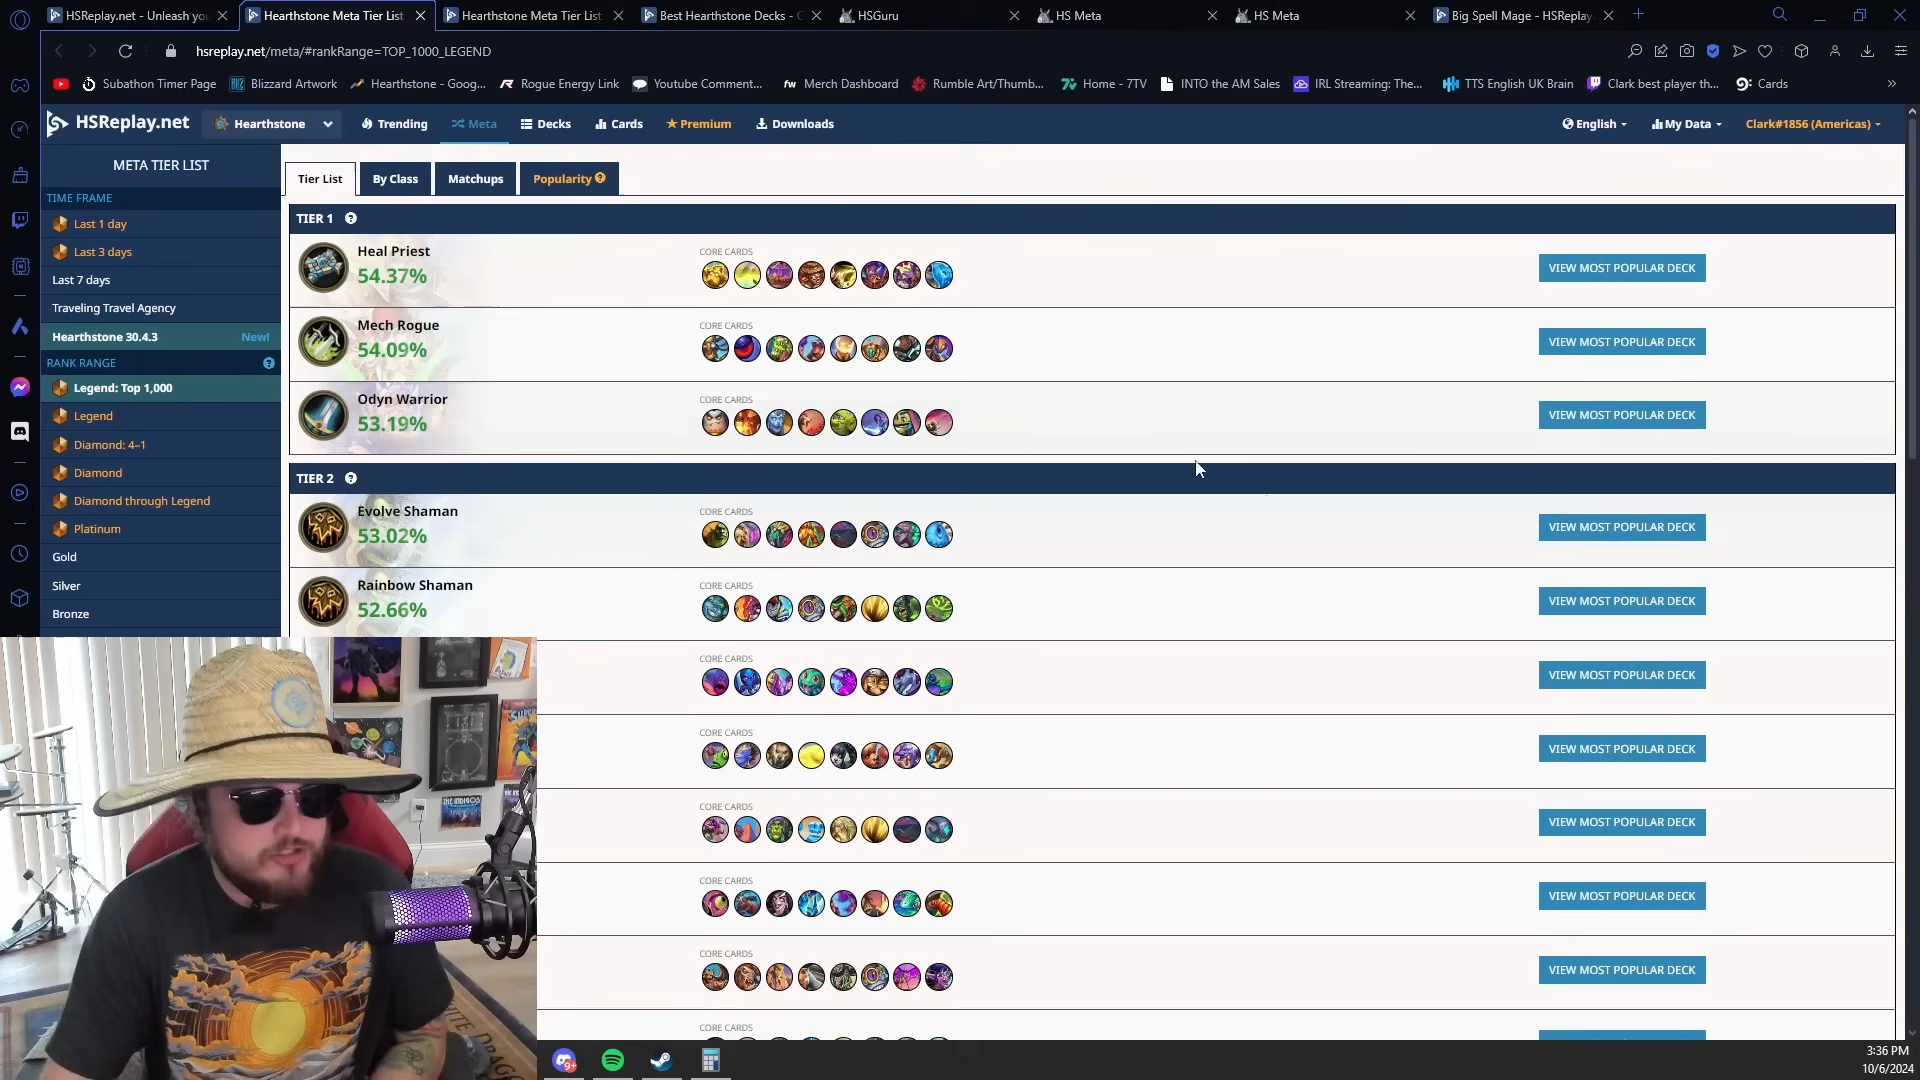 HSReplay.net - Unleash yo
Hearthstone Meta Tier List
Hearthstone Meta Tier List
Best Hearthstone Decks - C
HSGuru
HS Meta
HS Meta
Big Spell Mage - HSReplay
hsreplay.net/meta/#rankRange=TOP_1000_LEGEND
Subathon Timer Page
Blizzard Artwork
Hearthstone - Goog...
Rogue Energy Link
Youtube Comment...
Merch Dashboard
Rumble Art/Thumb...
Home - 7TV
INTO the AM Sales
IRL Streaming: The...
TTS English UK Brain
Clark best player th...
Cards
HSReplay.net
Hearthstone
Trending
Meta
Decks
Cards
Premium
Downloads
English
My Data
Clark#1856 (Americas)
META TIER LIST
TIME FRAME
Last 1 day
Last 3 days
Last 7 days
Traveling Travel Agency
Hearthstone 30.4.3 New!
RANK RANGE
Legend: Top 1,000
Legend
Diamond: 4–1
Diamond
Diamond through Legend
Platinum
Gold
Silver
Bronze
Tier List
By Class
Matchups
Popularity
TIER 1
Heal Priest
54.37%
CORE CARDS
VIEW MOST POPULAR DECK
Mech Rogue
54.09%
CORE CARDS
VIEW MOST POPULAR DECK
Odyn Warrior
53.19%
CORE CARDS
VIEW MOST POPULAR DECK
TIER 2
Evolve Shaman
53.02%
CORE CARDS
VIEW MOST POPULAR DECK
Rainbow Shaman
52.66%
CORE CARDS
VIEW MOST POPULAR DECK
CORE CARDS
VIEW MOST POPULAR DECK
CORE CARDS
VIEW MOST POPULAR DECK
CORE CARDS
VIEW MOST POPULAR DECK
CORE CARDS
VIEW MOST POPULAR DECK
CORE CARDS
VIEW MOST POPULAR DECK
CORE CARDS
9+
3:36 PM
10/6/2024